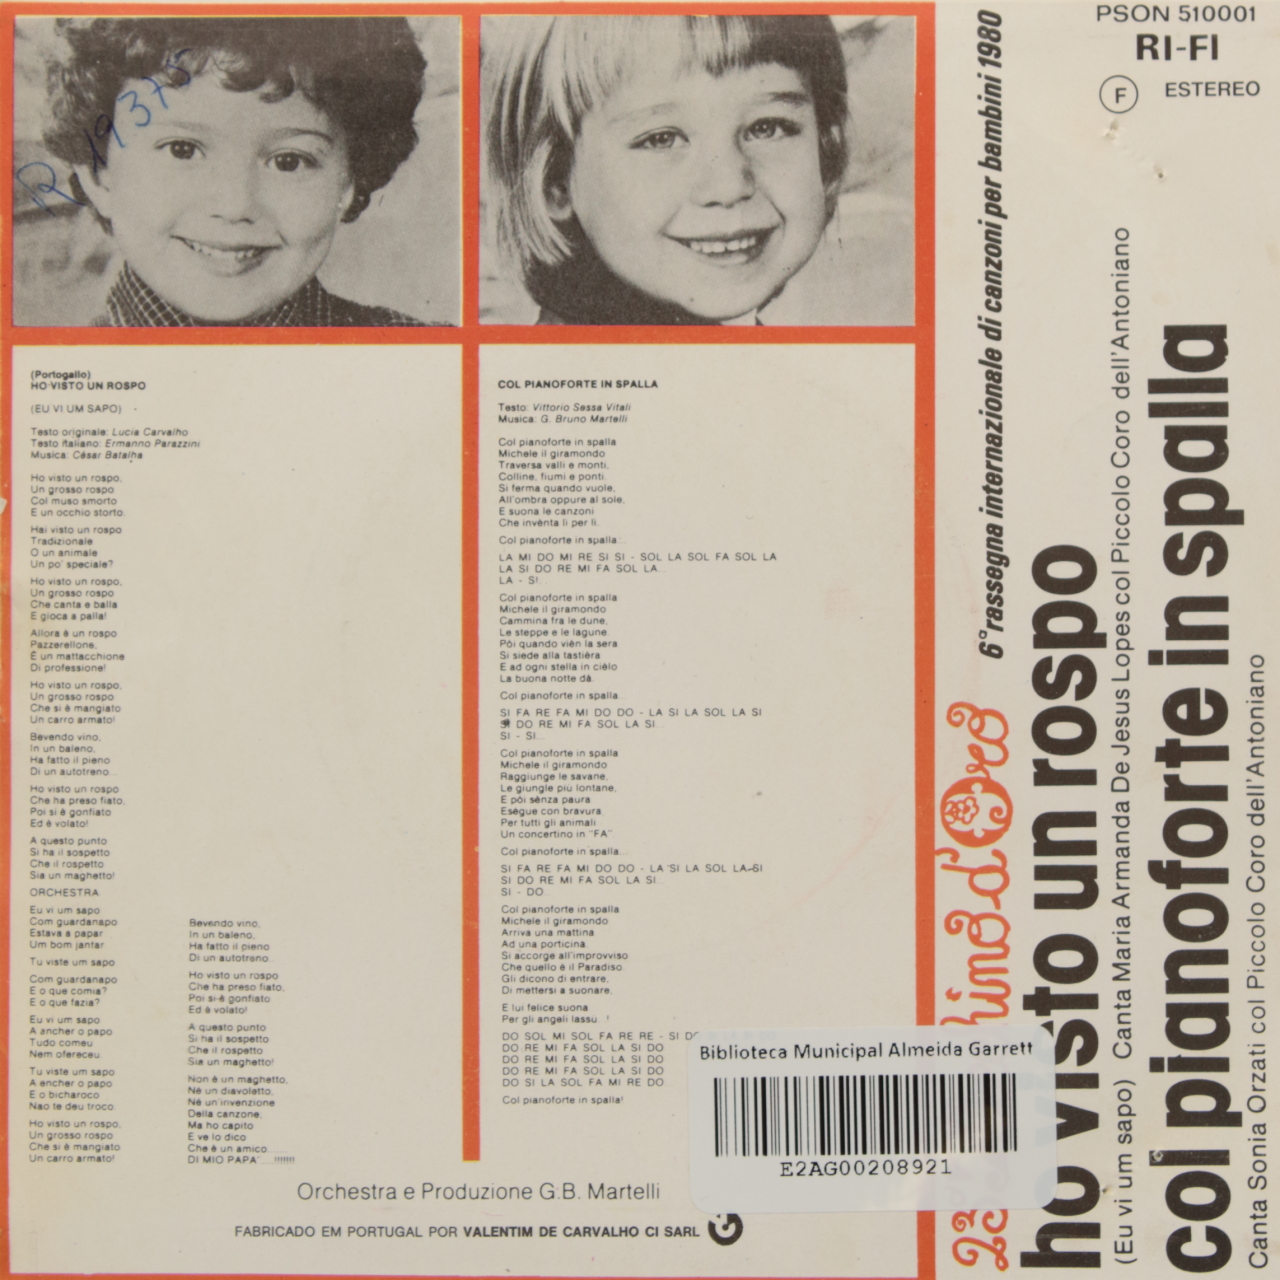 R 19375
PSON 510001
RI-FI
F ESTEREO
(Portogallo)
HO VISTO UN ROSPO
(EU VI UM SAPO)
Testo originale: Lucia Carvalho
Testo Italiano: Ermanno Parazzini
Musica: César Batalha
Ho visto un rospo,
Un grosso rospo
Col muso smorto
E un occhio storto.
Hai visto un rospo
Tradizionale
O un animale
Un po' speciale?
Ho visto un rospo,
Un grosso rospo
Che canta e balla
E gioca a palla!
Allora è un rospo
Pazzerellone,
È un mattacchione
Di professione!
Ho visto un rospo,
Un grosso rospo
Che si è mangiato
Un carro armato!
Bevendo vino,
In un baleno,
Ha fatto il pieno
Di un autotreno...
Ho visto un rospo
Che ha preso fiato,
Poi si è gonfiato
Ed è volato!
A questo punto
Si ha il sospetto
Che il rospetto
Sia un maghetto!
ORCHESTRA
Eu vi um sapo
Com guardanapo
Estava a papar
Um bom jantar
Tu viste um sapo
Com guardanapo
E o que comia?
E o que fazia?
Eu vi um sapo
A encher o papo
Tudo comeu
Nem ofereceu.
Tu viste um sapo
A encher o papo
E o bicharoco
Nao te deu troco.
Ho visto un rospo,
Un grosso rospo
Che si è mangiato
Un carro armato!
Bevendo vino,
In un baleno,
Ha fatto il pieno
Di un autotreno...
Ho visto un rospo
Che ha preso fiato,
Poi si è gonfiato
Ed è volato!
A questo punto
Si ha il sospetto
Che il rospetto
Sia un maghetto!
Non è un maghetto,
Nè un diavoletto,
Nè un'invenzione
Della canzone;
Ma ho capito
E ve lo dico
Che è un amico......
DI MIO PAPA'....!!!!!!!
COL PIANOFORTE IN SPALLA
Testo: Vittorio Sessa Vitali
Musica: G. Bruno Martelli
Col pianoforte in spalla
Michele il giramondo
Traversa valli e monti,
Colline, fiumi e ponti.
Si ferma quando vuole,
All'ombra oppure al sole,
E suona le canzoni
Che invènta lì per lì.
Col pianoforte in spalla...
LA MI DO MI RE SI SI - SOL LA SOL FA SOL LA
LA SI DO RE MI FA SOL LA...
LA - SI...
Col pianoforte in spalla
Michele il giramondo
Cammina fra le dune,
Le steppe e le lagune.
Pòi quando vièn la sera
Si siede alla tastièra
E ad ogni stella in cièlo
La buona notte dà.
Col pianoforte in spalla...
SI FA RE FA MI DO DO - LA SI LA SOL LA SI
SI DO RE MI FA SOL LA SI...
SI - SI...
Col pianoforte in spalla
Michele il giramondo
Raggiunge le savane,
Le giungle più lontane,
E pòi sènza paura
Esègue con bravura
Per tutti gli animali
Un concertino in "FA"
Col pianoforte in spalla...
SI FA RE FA MI DO DO - LA SI LA SOL LA SI
SI DO RE MI FA SOL LA SI...
SI - DO...
Col pianoforte in spalla
Michele il giramondo
Arriva una mattina
Ad una porticina.
Si accorge all'improvviso
Che quello è il Paradiso.
Gli dicono di entrare,
Di mettersi a suonare,
E lui felice suona
Per gli angeli lassù...!
DO SOL MI SOL FA RE RE - SI DO
DO RE MI FA SOL LA SI DO
DO RE MI FA SOL LA SI DO
DO RE MI FA SOL LA SI DO
DO SI LA SOL FA MI RE DO
Col pianoforte in spalla!
Orchestra e Produzione G.B. Martelli
FABRICADO EM PORTUGAL POR VALENTIM DE CARVALHO CI SARL
Biblioteca Municipal Almeida Garrett
E2AG00208921
23° hino d'Oro 6ª rassegna internazionale di canzoni per bambini 1980
ho visto un rospo
(Eu vi um sapo) Canta Maria Armanda De Jesus Lopes col Piccolo Coro dell'Antoniano
col pianoforte in spalla
Canta Sonia Orzati col Piccolo Coro dell'Antoniano